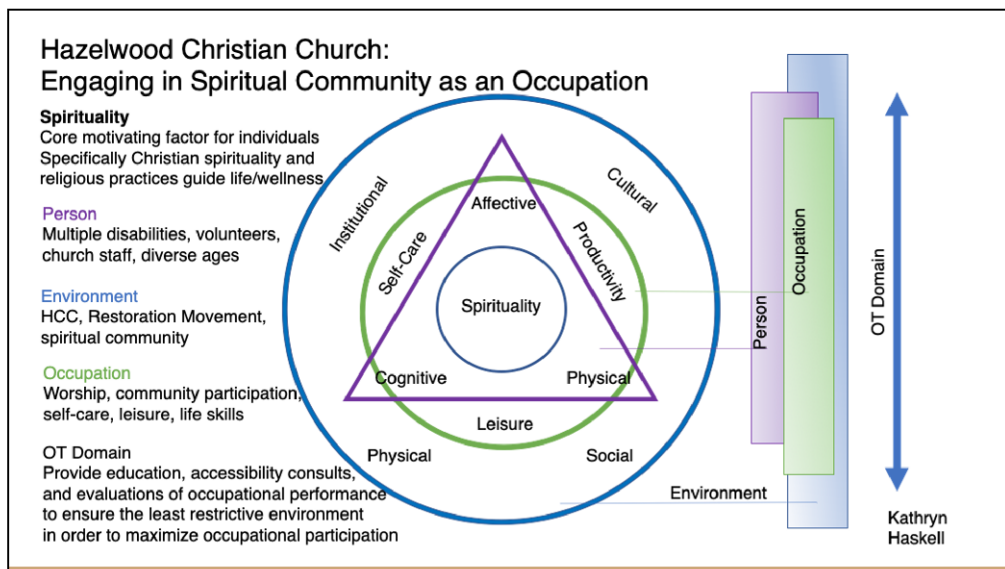 Hazelwood Christian Church:
Engaging in Spiritual Community as an Occupation
Spirituality
Core motivating factor for individuals
Specifically Christian spirituality and
religious practices guide life/wellness
Person
Multiple disabilities, volunteers,
church staff, diverse ages
Environment
HCC, Restoration Movement,
spiritual community
Occupation
Worship, community participation,
self-care, leisure, life skills
OT Domain
Provide education, accessibility consults,
and evaluations of occupational performance
to ensure the least restrictive environment
in order to maximize occupational participation
Institutional
Cultural
Affective
Self-Care
Productivity
Spirituality
Cognitive
Physical
Leisure
Physical
Social
Environment
Person
Occupation
OT Domain
Kathryn
Haskell